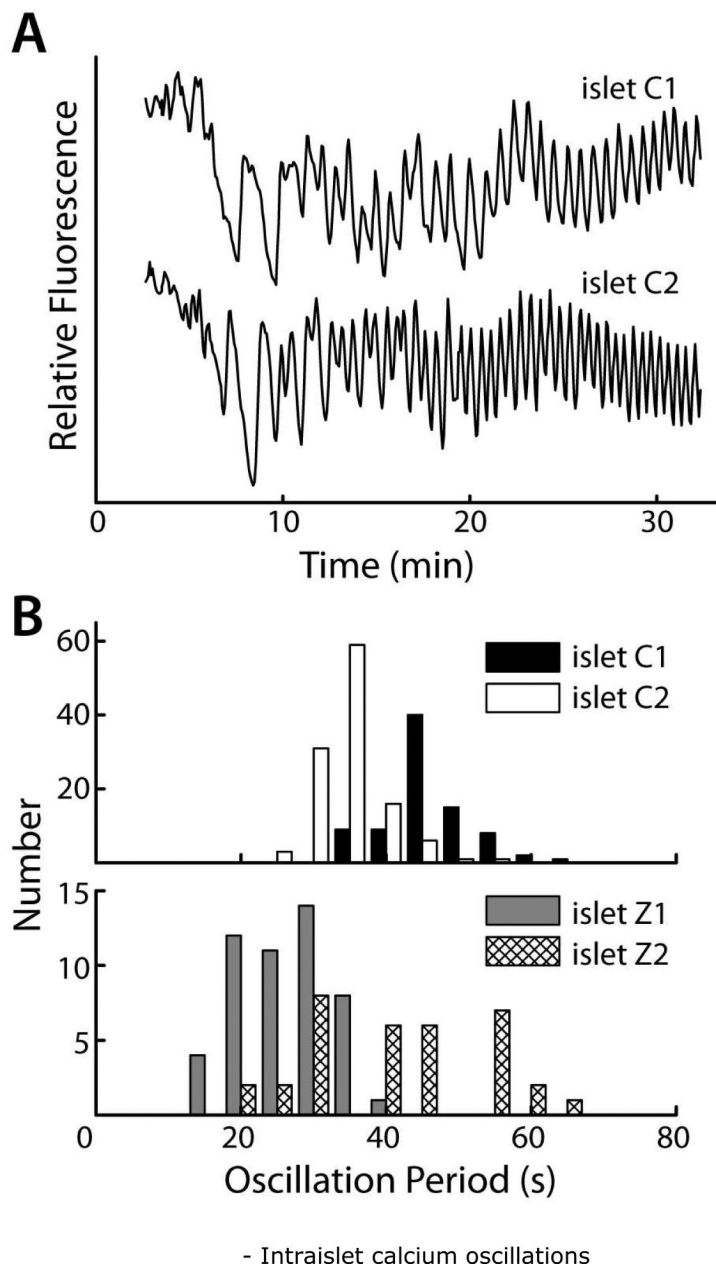 A
islet C1
islet C2
Relative Fluorescence
0
10
20
30
Time (min)
B
60
40
20
islet C1
islet C2
Number
15
10
5
islet Z1
islet Z2
0
20
40
60
80
Oscillation Period (s)
- Intraislet calcium oscillations